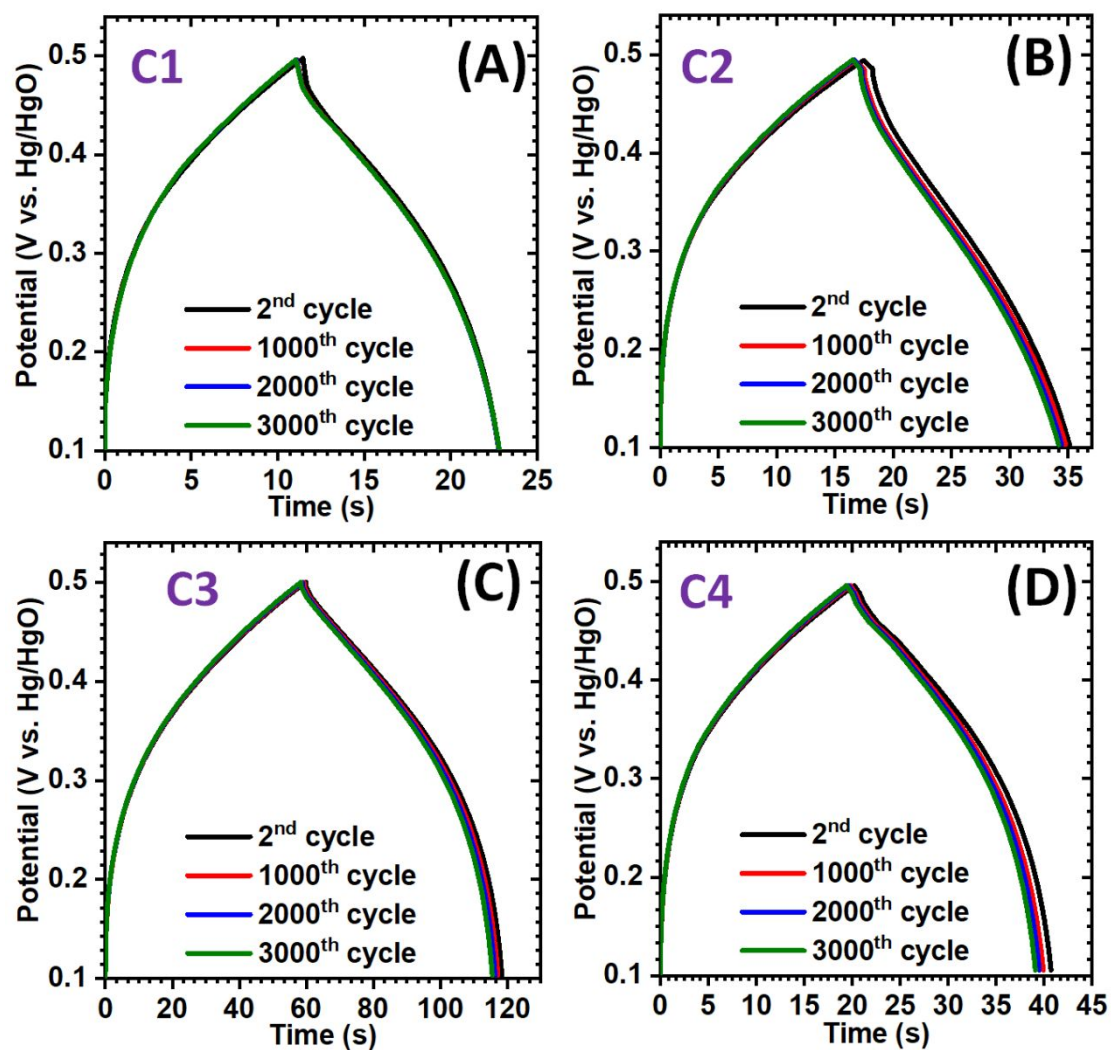 C1
(A)
Potential (V vs. Hg/HgO)
0.5
0.4
0.3
0.2
0.1
2nd cycle
1000th cycle
2000th cycle
3000th cycle
0 5 10 15 20 25
Time (s)
C2
(B)
Potential (V vs. Hg/HgO)
0.5
0.4
0.3
0.2
0.1
2nd cycle
1000th cycle
2000th cycle
3000th cycle
0 5 10 15 20 25 30 35
Time (s)
C3
(C)
Potential (V vs. Hg/HgO)
0.5
0.4
0.3
0.2
0.1
2nd cycle
1000th cycle
2000th cycle
3000th cycle
0 20 40 60 80 100 120
Time (s)
C4
(D)
Potential (V vs. Hg/HgO)
0.5
0.4
0.3
0.2
0.1
2nd cycle
1000th cycle
2000th cycle
3000th cycle
0 5 10 15 20 25 30 35 40 45
Time (s)